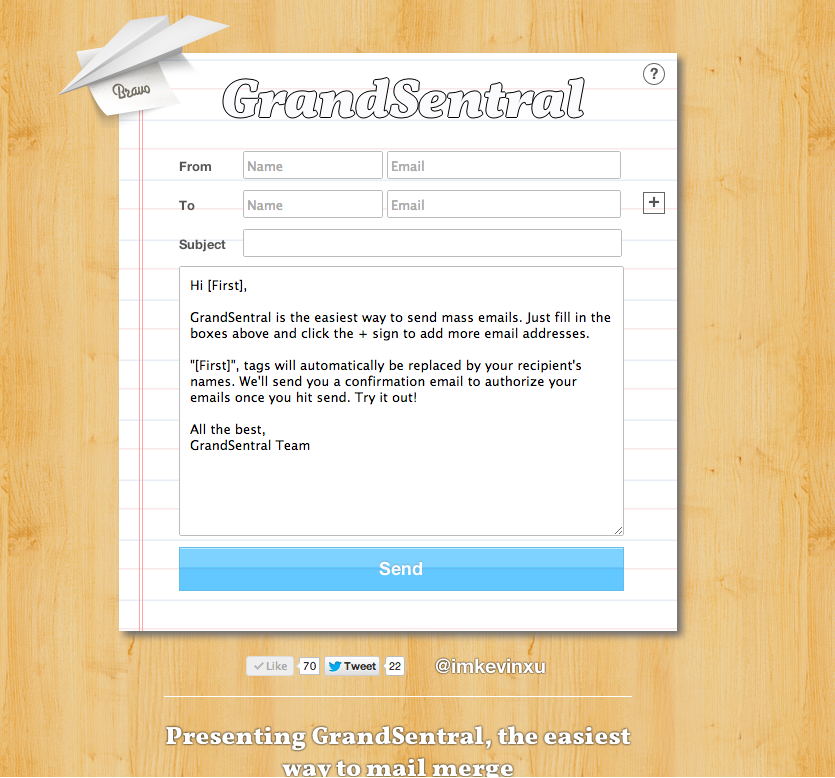 Bravo
GrandSentral
?
From Name Email
To Name Email +
Subject
Hi [First],
GrandSentral is the easiest way to send mass emails. Just fill in the
boxes above and click the + sign to add more email addresses.
"[First]", tags will automatically be replaced by your recipient's
names. We'll send you a confirmation email to authorize your
emails once you hit send. Try it out!
All the best,
GrandSentral Team
Send
Like 70 Tweet 22 @imkevinxu
Presenting GrandSentral, the easiest
way to mail merge